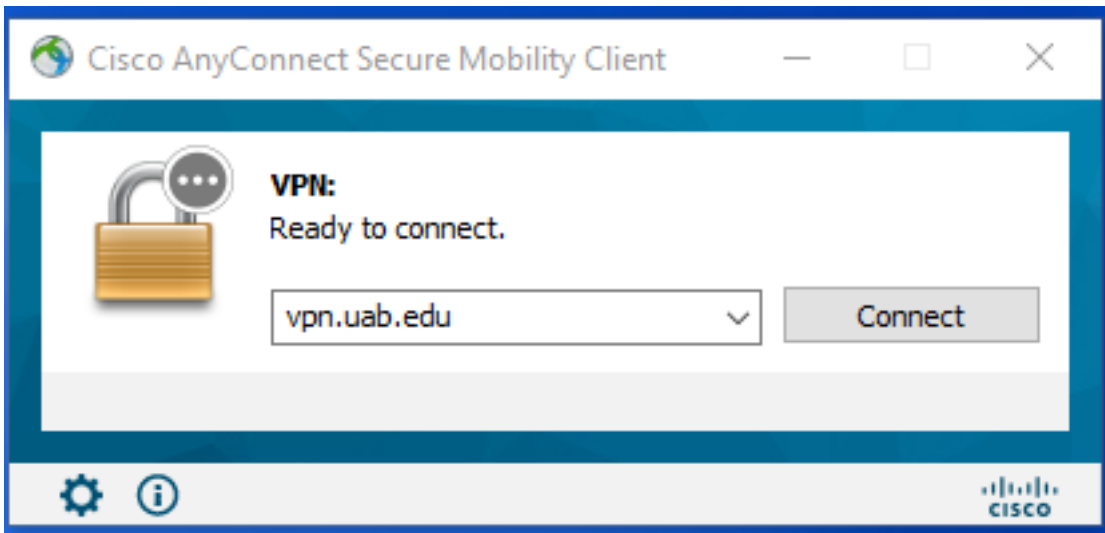 Cisco AnyConnect Secure Mobility Client
VPN:
Ready to connect.
vpn.uab.edu
Connect
CISCO